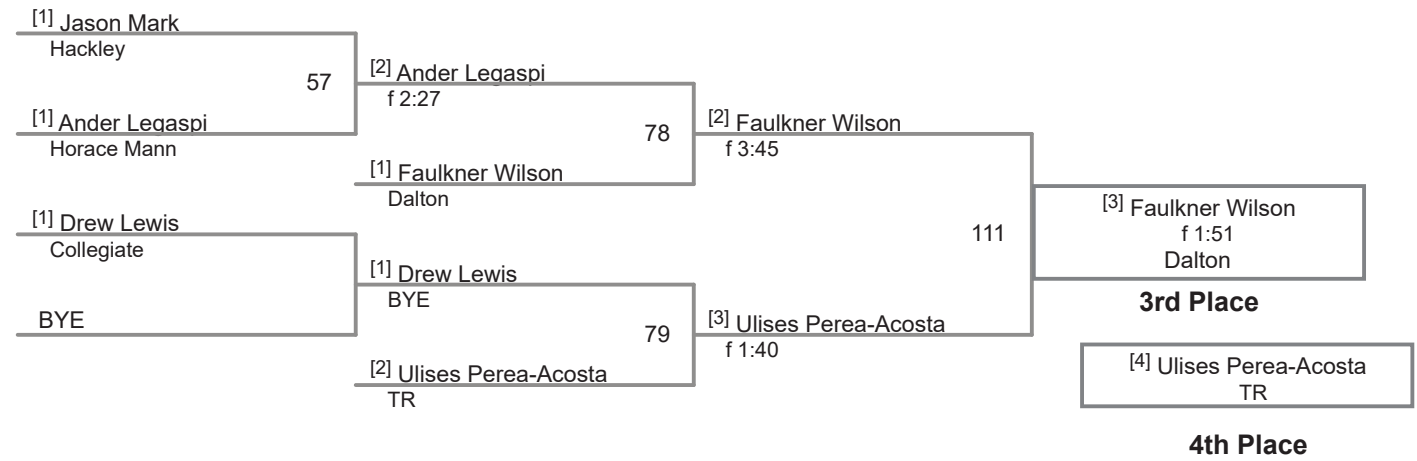 [1] Jason Mark
Hackley
57
[1] Ander Legaspi
Horace Mann
[2] Ander Legaspi
f 2:27
78
[1] Faulkner Wilson
Dalton
[2] Faulkner Wilson
f 3:45
[1] Drew Lewis
Collegiate
BYE
[1] Drew Lewis
BYE
79
[2] Ulises Perea-Acosta
TR
[3] Ulises Perea-Acosta
f 1:40
111
[3] Faulkner Wilson
f 1:51
Dalton
3rd Place
[4] Ulises Perea-Acosta
TR
4th Place